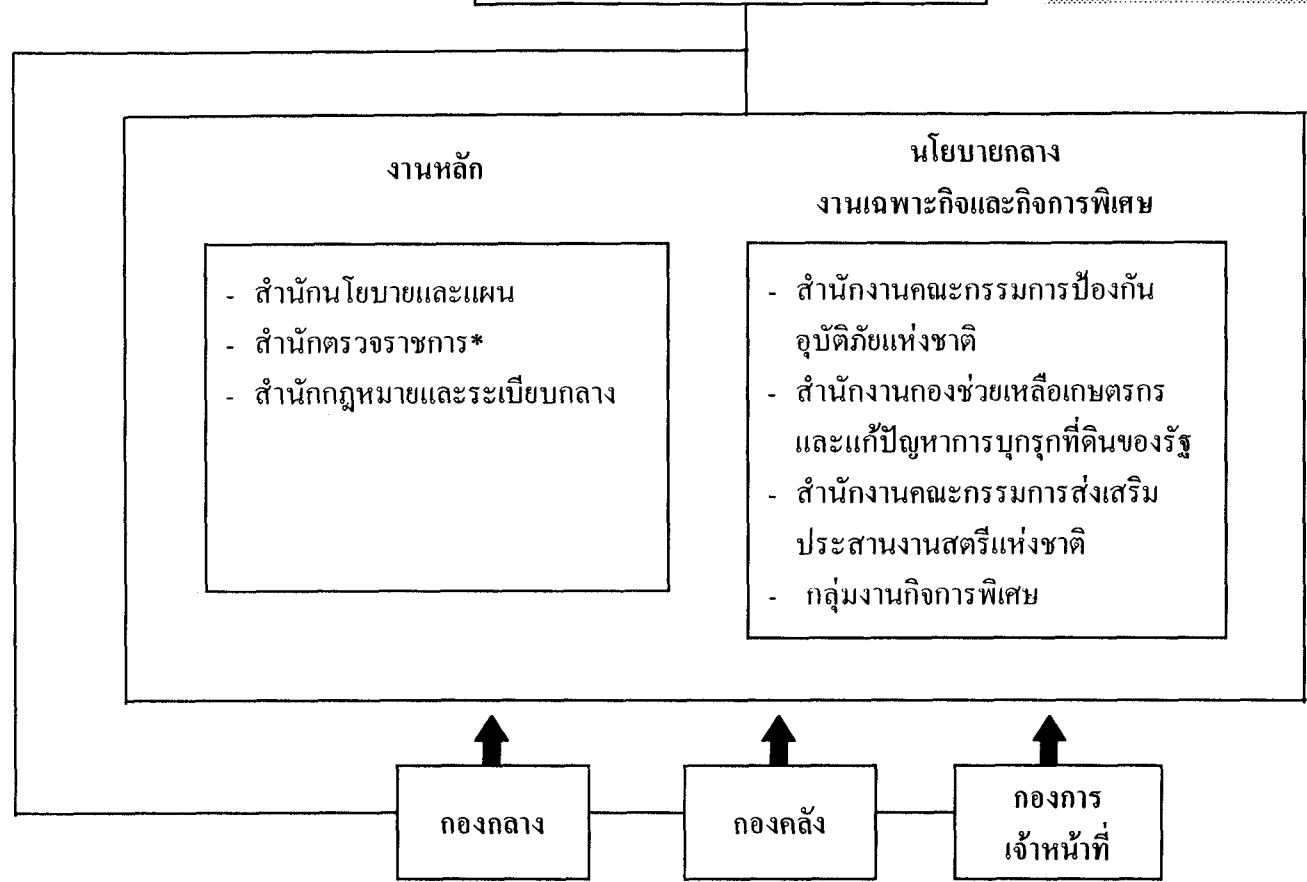 งานหลัก
- สำนักนโยบายและแผน
- สำนักตรวจราชการ*
- สำนักกฎหมายและระเบียบกลาง
นโยบายกลาง
งานเฉพาะกิจและกิจการพิเศษ
- สำนักงานคณะกรรมการป้องกัน
อุบัติภัยแห่งชาติ
- สำนักงานกองช่วยเหลือเกษตรกร
และแก้ปัญหาการบุกรุกที่ดินของรัฐ
- สำนักงานคณะกรรมการส่งเสริม
ประสานงานสตรีแห่งชาติ
- กลุ่มงานกิจการพิเศษ
กองกลาง
กองคลัง
กองการ
เจ้าหน้าที่